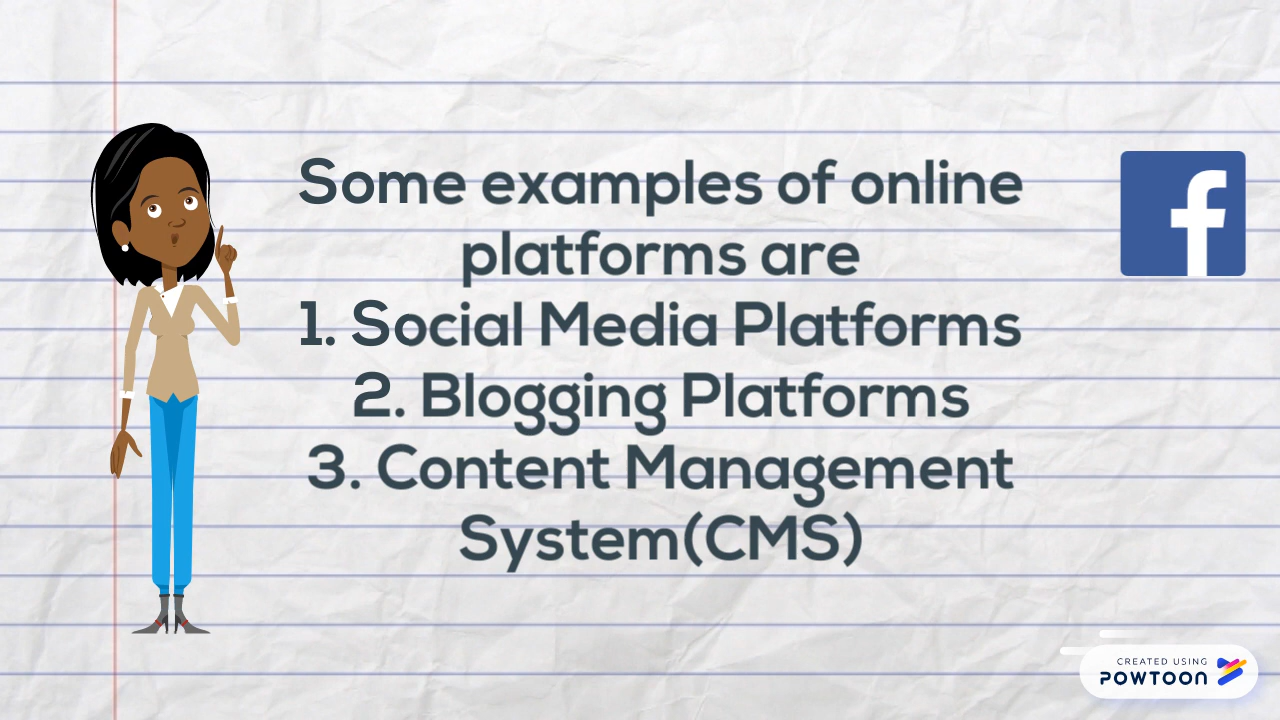 Some examples of online
platforms are
1. Social Media Platforms
2. Blogging Platforms
3. Content Management
System(CMS)
f
CREATED USING
POWTOON